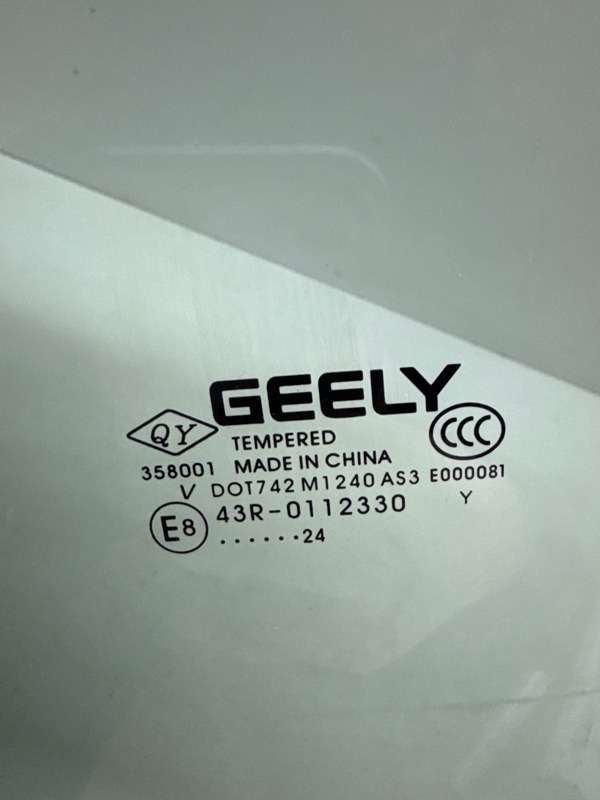 GEELY
QY
TEMPERED
CCC
358001 MADE IN CHINA
V DOT742 M1240 AS3 E000081
E8 43R-0112330 Y
......24